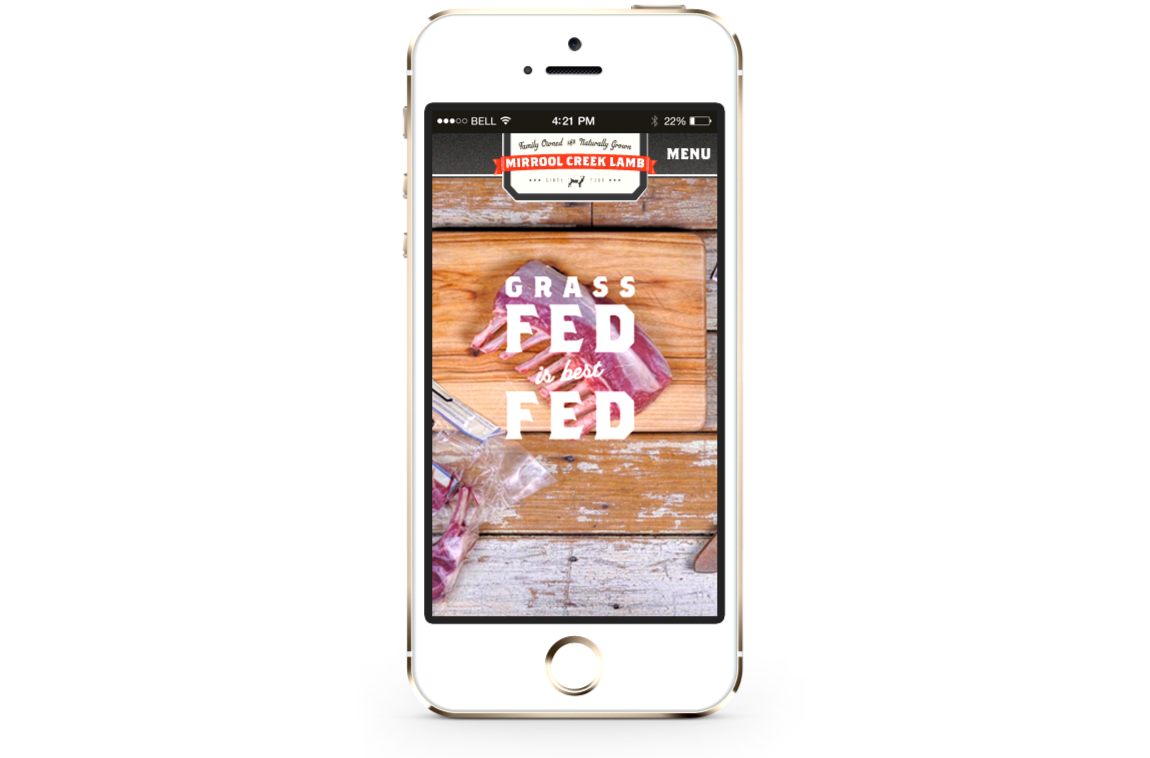 BELL
4:21 PM
22%
Family Owned and Naturally Grown
MIRROOL CREEK LAMB
MENU
SINCE
GRASS
FED
is best
FED